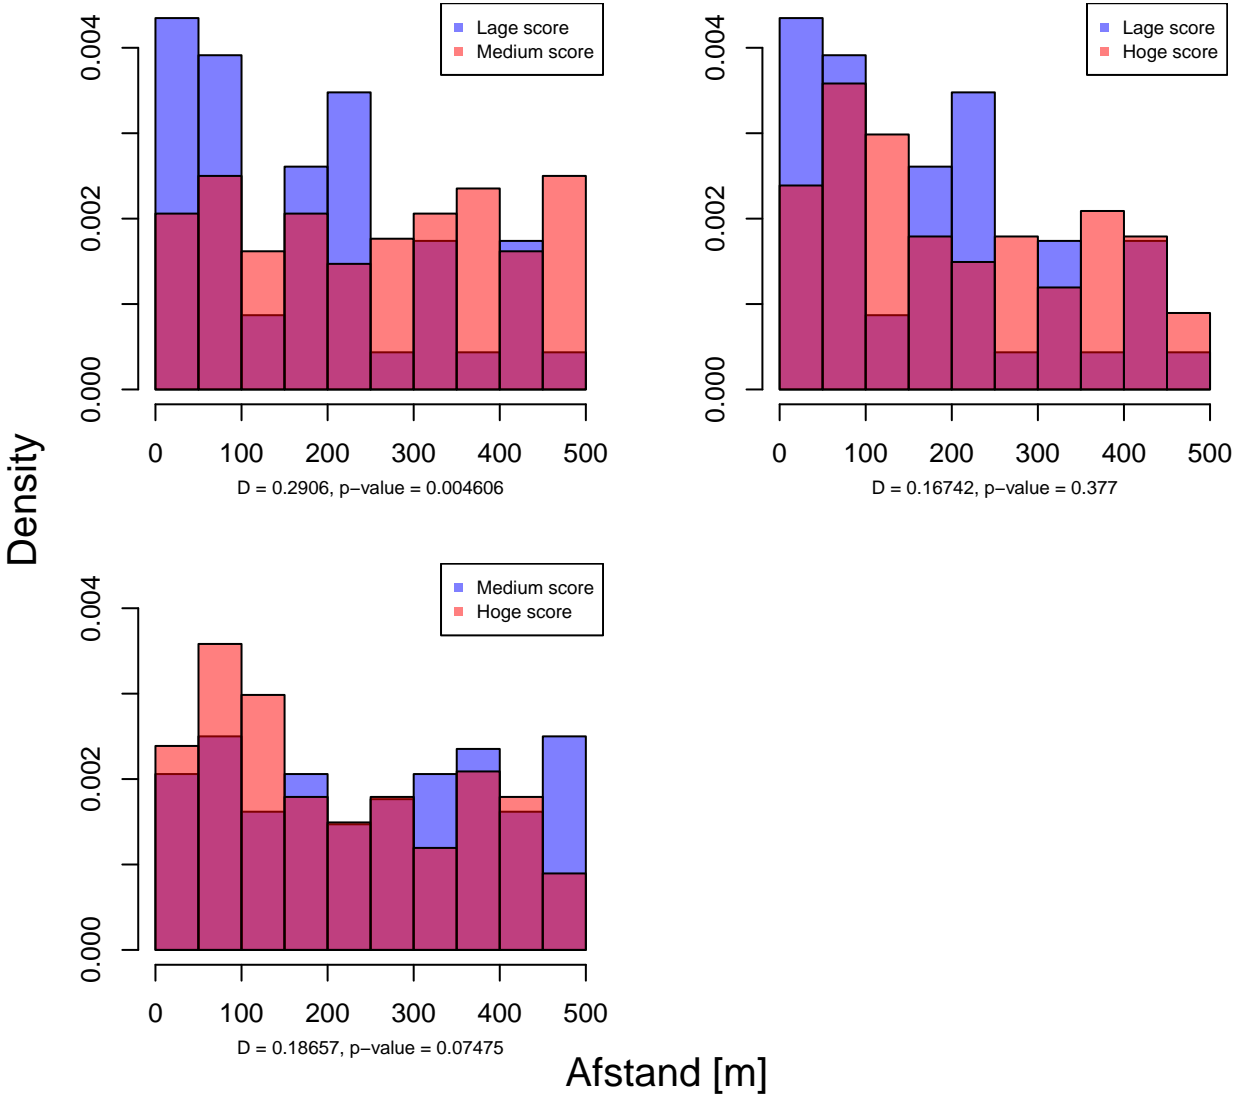 Lage score
Medium score
0.004
0.002
0.000
0 100 200 300 400 500
D = 0.2906, p−value = 0.004606
Lage score
Hoge score
0.004
0.002
0.000
0 100 200 300 400 500
D = 0.16742, p−value = 0.377
Density
Medium score
Hoge score
0.004
0.002
0.000
0 100 200 300 400 500
D = 0.18657, p−value = 0.07475
Afstand [m]